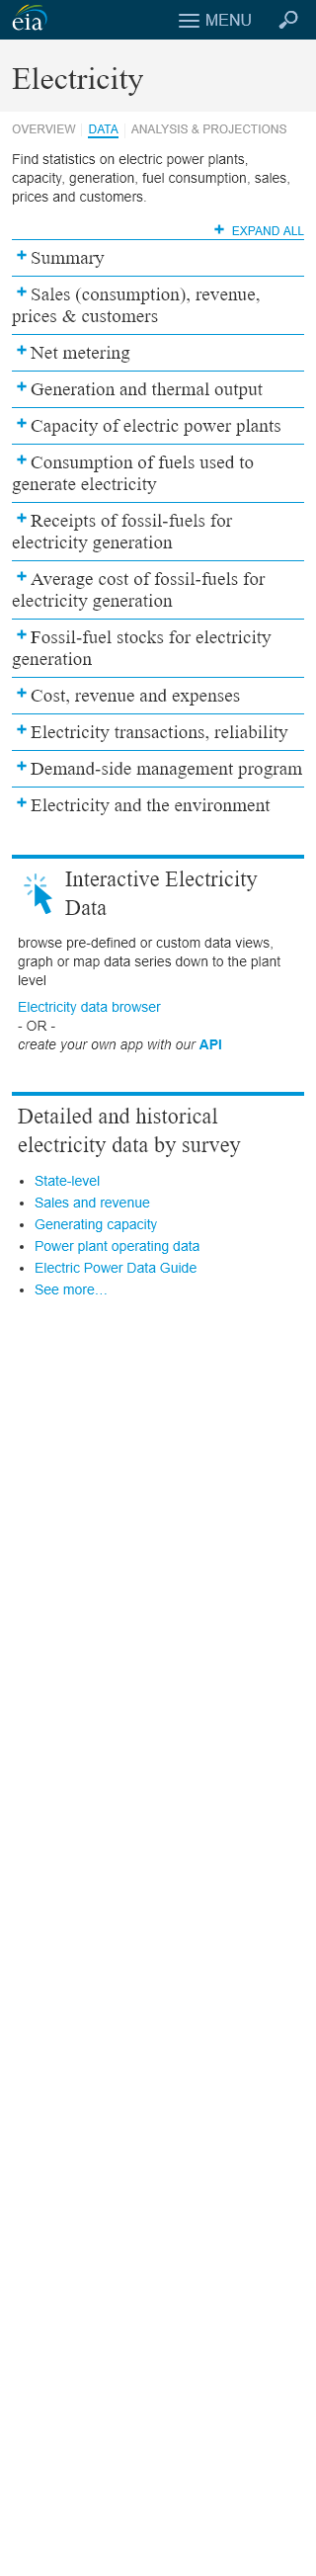 eia
MENU
Electricity
OVERVIEW DATA ANALYSIS & PROJECTIONS
Find statistics on electric power plants,
capacity, generation, fuel consumption, sales,
prices and customers.
+ EXPAND ALL
+ Summary
+ Sales (consumption), revenue,
prices & customers
+ Net metering
+ Generation and thermal output
+ Capacity of electric power plants
+ Consumption of fuels used to
generate electricity
+ Receipts of fossil-fuels for
electricity generation
+ Average cost of fossil-fuels for
electricity generation
+ Fossil-fuel stocks for electricity
generation
+ Cost, revenue and expenses
+ Electricity transactions, reliability
+ Demand-side management program
+ Electricity and the environment
Interactive Electricity
Data
browse pre-defined or custom data views,
graph or map data series down to the plant
level
Electricity data browser
- OR -
create your own app with our API
Detailed and historical
electricity data by survey
• State-level
• Sales and revenue
• Generating capacity
• Power plant operating data
• Electric Power Data Guide
• See more…